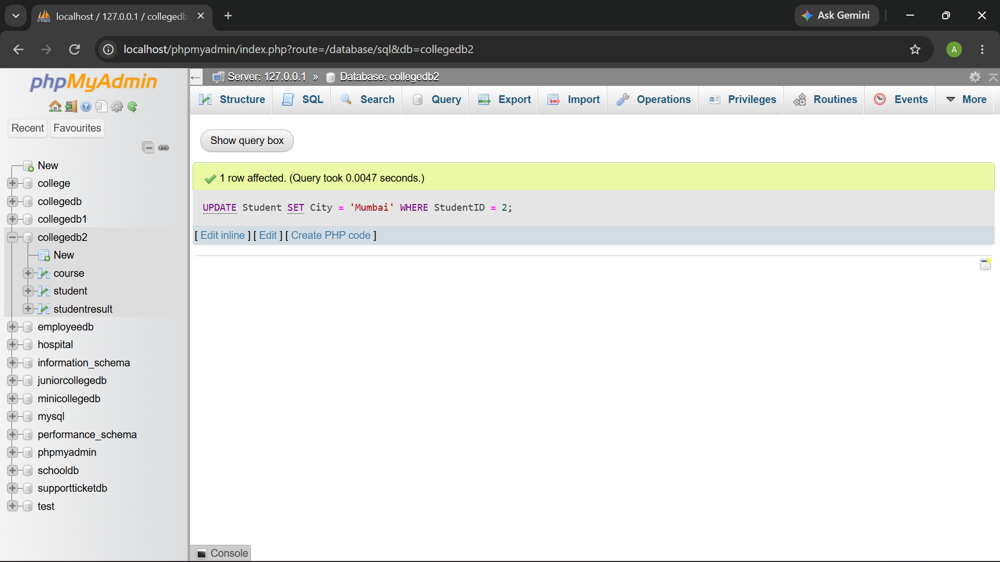 localhost / 127.0.0.1 / collegedb
Ask Gemini
localhost/phpmyadmin/index.php?route=/database/sql&db=collegedb2
A
phpMyAdmin
Recent
Favourites
New
college
collegedb
collegedb1
collegedb2
New
course
student
studentresult
employeedb
hospital
information_schema
juniorcollegedb
minicollegedb
mysql
performance_schema
phpmyadmin
schooldb
supportticketdb
test
Server: 127.0.0.1 » Database: collegedb2
Structure SQL Search Query Export Import Operations Privileges Routines Events More
Show query box
1 row affected. (Query took 0.0047 seconds.)
UPDATE Student SET City = 'Mumbai' WHERE StudentID = 2;
[ Edit inline ] [ Edit ] [ Create PHP code ]
Console